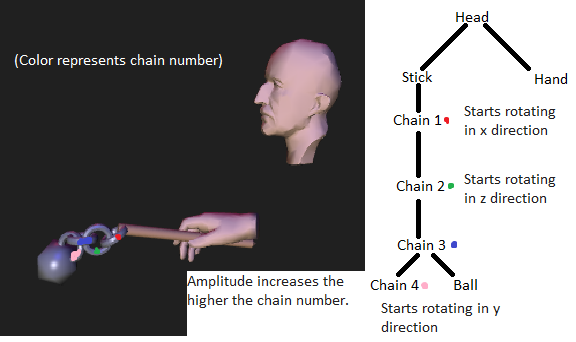 (Color represents chain number)
Amplitude increases the
higher the chain number.
Head
Stick
Hand
Chain 1
Starts rotating
in x direction
Chain 2
Starts rotating
in z direction
Chain 3
Chain 4
Ball
Starts rotating in y
direction